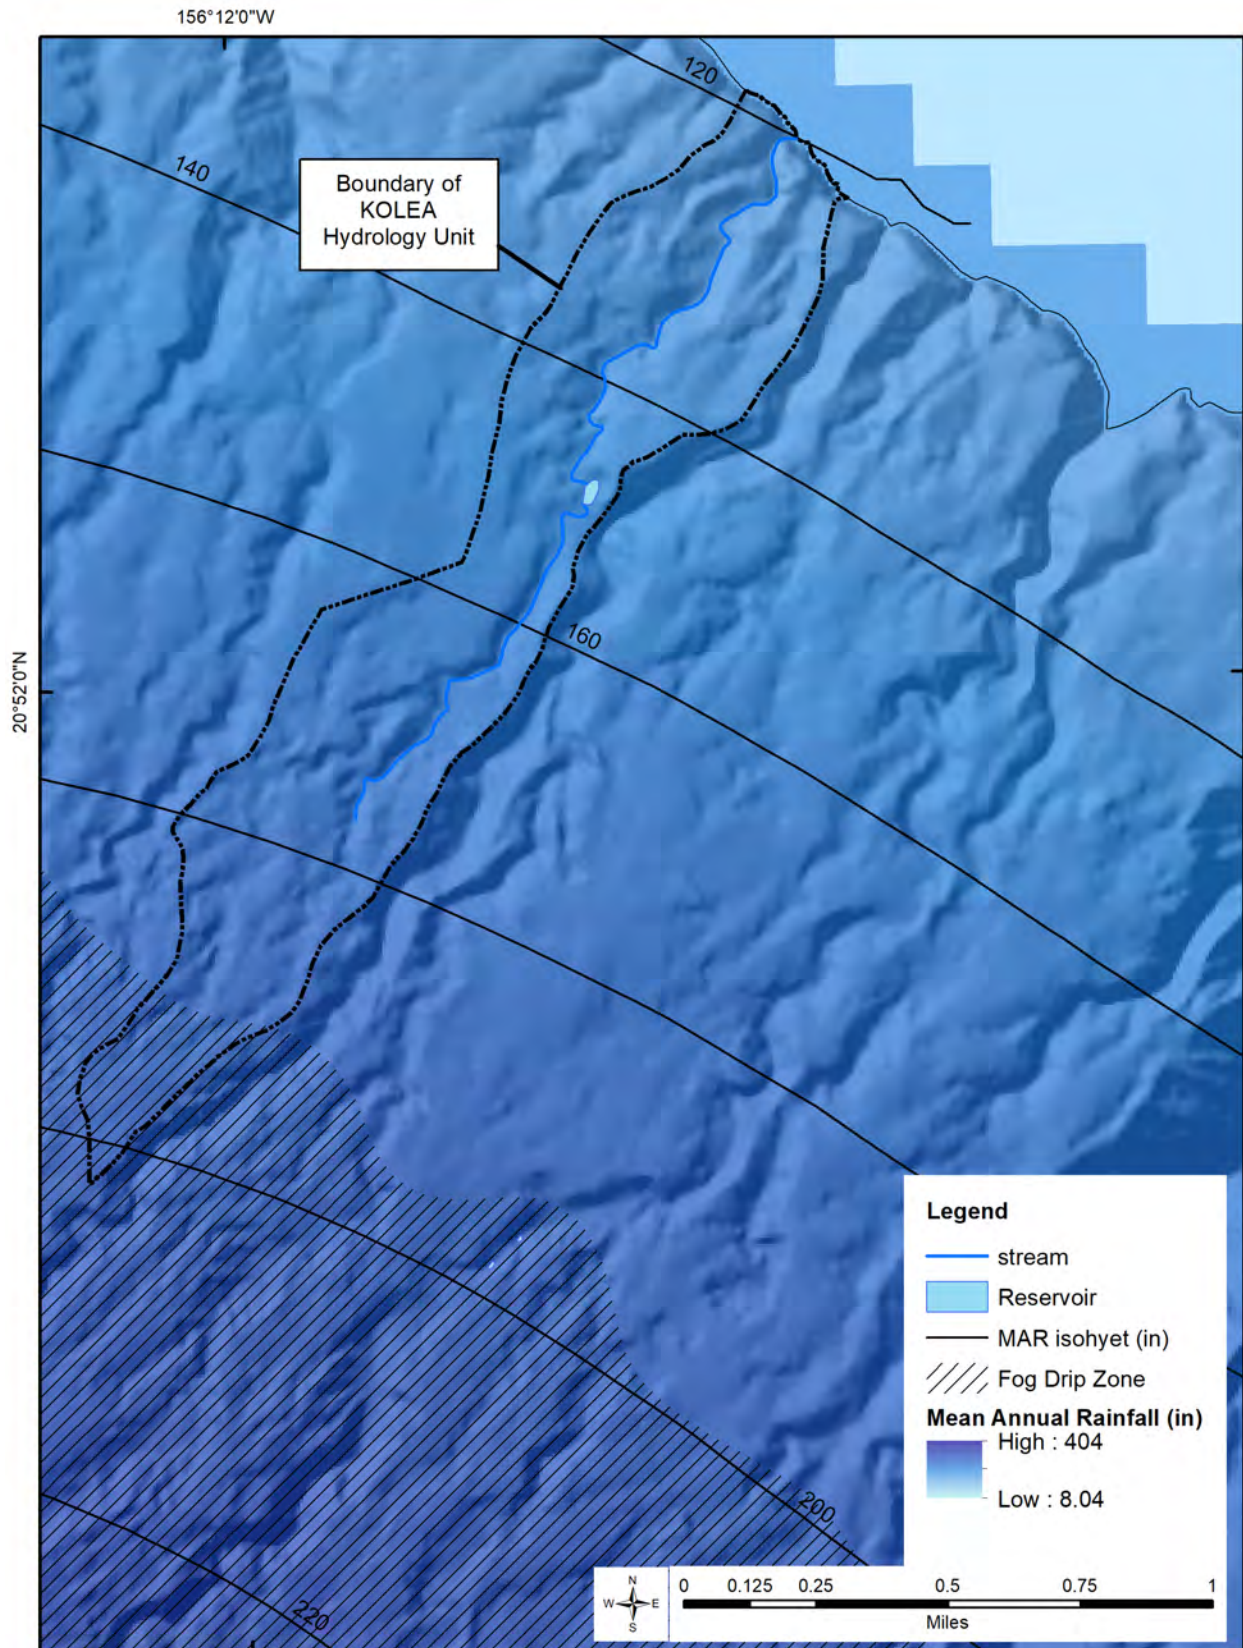 156°12'0"W
120
140
Boundary of
KOLEA
Hydrology Unit
160
20°52'0"N
Legend
stream
Reservoir
MAR isohyet (in)
Fog Drip Zone
Mean Annual Rainfall (in)
High : 404
Low : 8.04
200
220
N
W E
S
0 0.125 0.25 0.5 0.75 1
Miles